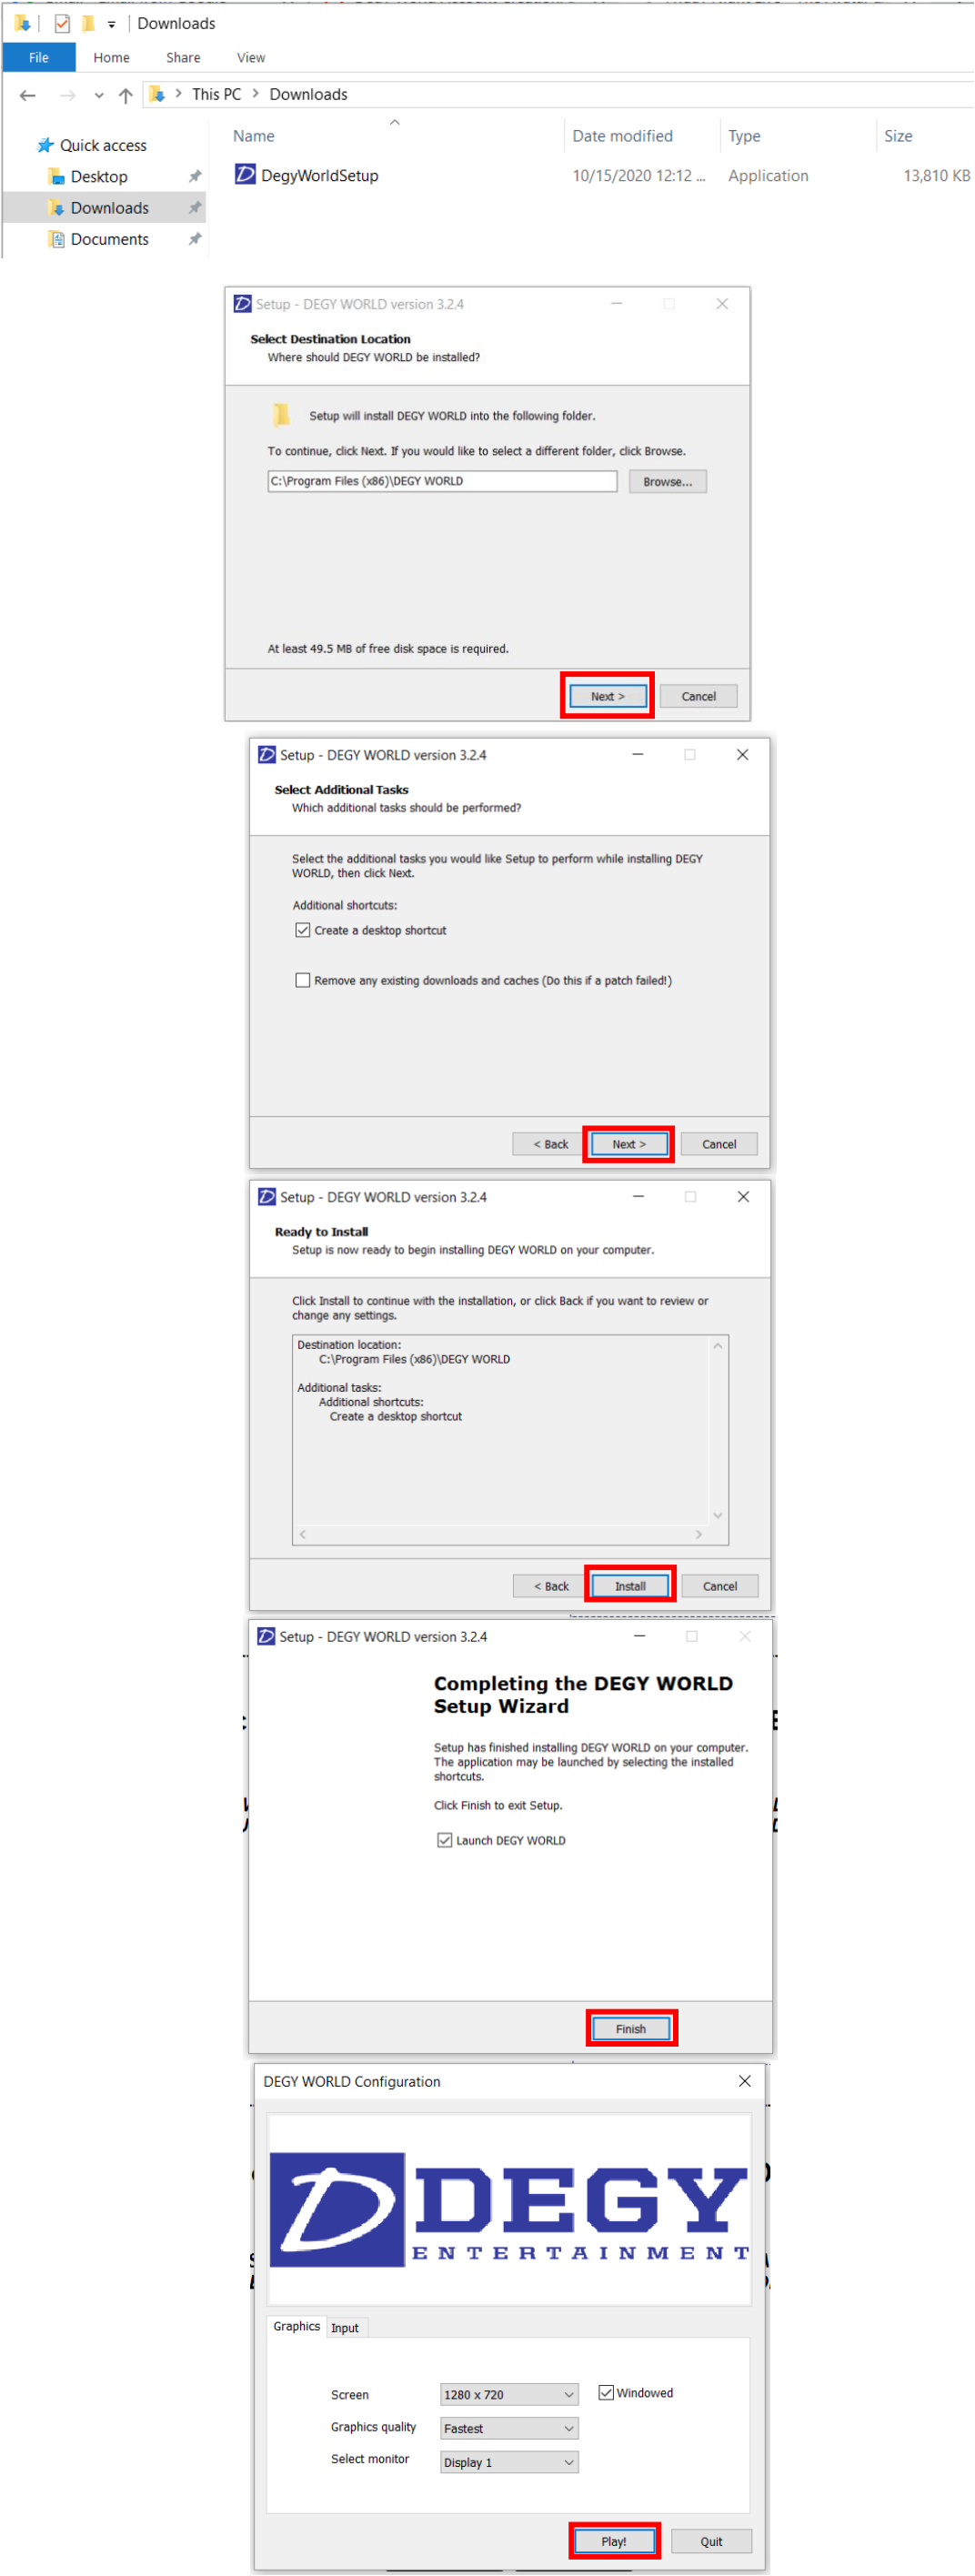 Downloads
File Home Share View
This PC > Downloads
Name Date modified Type Size
Quick access
Desktop
Downloads
Documents
DegyWorldSetup 10/15/2020 12:12 ... Application 13,810 KB
Setup - DEGY WORLD version 3.2.4
Select Destination Location
Where should DEGY WORLD be installed?
Setup will install DEGY WORLD into the following folder.
To continue, click Next. If you would like to select a different folder, click Browse.
C:\Program Files (x86)\DEGY WORLD Browse...
At least 49.5 MB of free disk space is required.
Next > Cancel
Setup - DEGY WORLD version 3.2.4
Select Additional Tasks
Which additional tasks should be performed?
Select the additional tasks you would like Setup to perform while installing DEGY
WORLD, then click Next.
Additional shortcuts:
Create a desktop shortcut
Remove any existing downloads and caches (Do this if a patch failed!)
< Back Next > Cancel
Setup - DEGY WORLD version 3.2.4
Ready to Install
Setup is now ready to begin installing DEGY WORLD on your computer.
Click Install to continue with the installation, or click Back if you want to review or
change any settings.
Destination location:
C:\Program Files (x86)\DEGY WORLD
Additional tasks:
Additional shortcuts:
Create a desktop shortcut
< Back Install Cancel
Setup - DEGY WORLD version 3.2.4
Completing the DEGY WORLD
Setup Wizard
Setup has finished installing DEGY WORLD on your computer.
The application may be launched by selecting the installed
shortcuts.
Click Finish to exit Setup.
Launch DEGY WORLD
Finish
DEGY WORLD Configuration
D DEGY
ENTERTAINMENT
Graphics Input
Screen 1280 x 720 Windowed
Graphics quality Fastest
Select monitor Display 1
Play! Quit